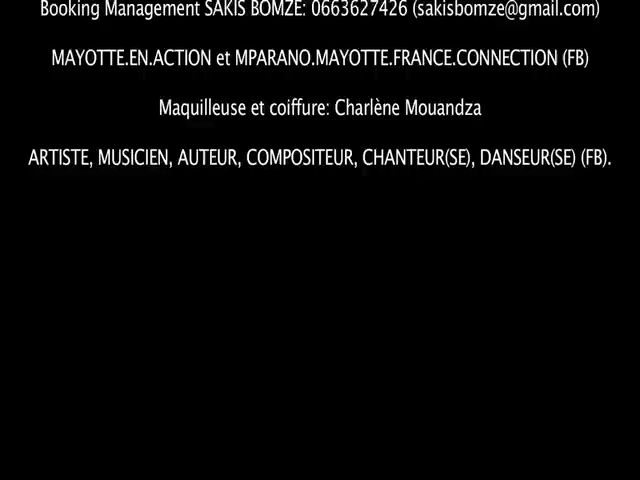 Booking Management SAKIS BOMZE: 0663627426 (sakisbomze@gmail.com)
MAYOTTE.EN.ACTION et MPARANO.MAYOTTE.FRANCE.CONNECTION (FB)
Maquilleuse et coiffure: Charlène Mouandza
ARTISTE, MUSICIEN, AUTEUR, COMPOSITEUR, CHANTEUR(SE), DANSEUR(SE) (FB).